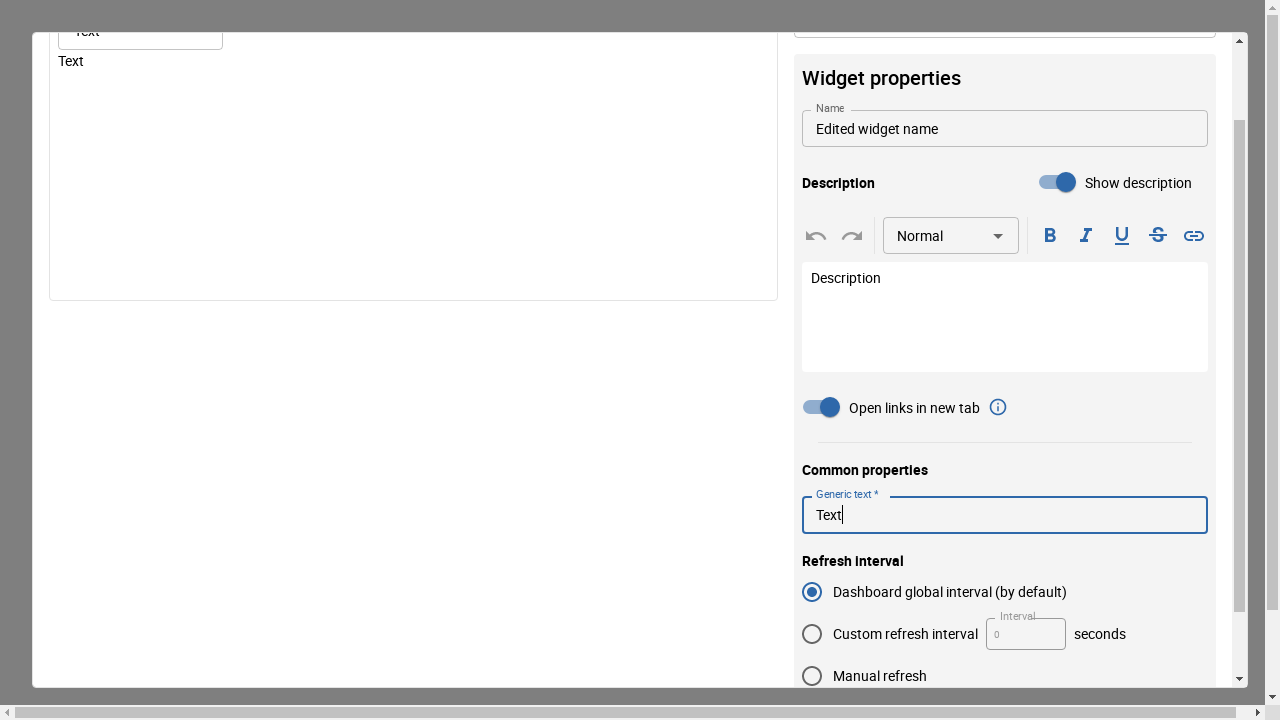 Text
Text
Widget properties
Name
Edited widget name
Description
Show description
Normal
B I U S
Description
Open links in new tab
Common properties
Generic text *
Text
Refresh interval
Dashboard global interval (by default)
Custom refresh interval
Interval
0
seconds
Manual refresh